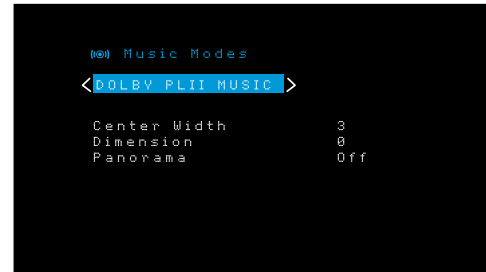 Music Modes
DOLBY PLII MUSIC
Center Width 3
Dimension 0
Panorama Off